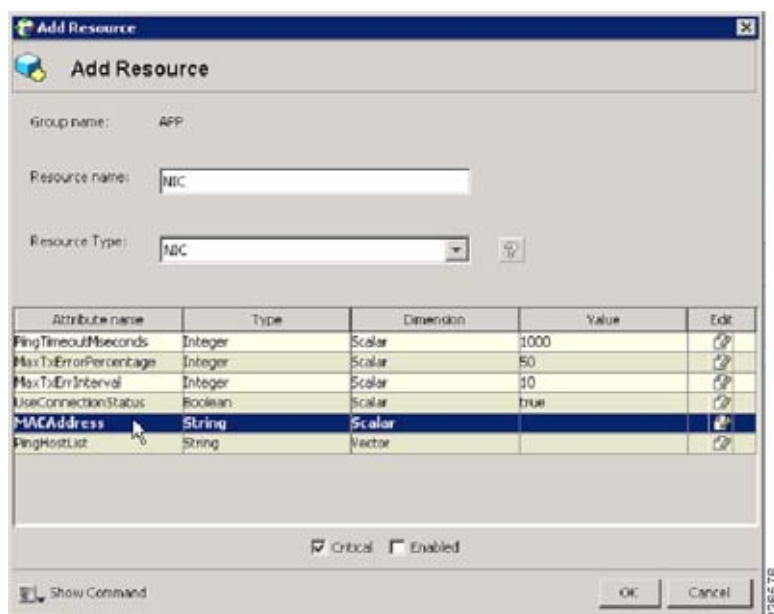 Add Resource
Add Resource
Group name: APP
Resource name: NIC
Resource Type: NIC
Attribute name Type Dimension Value Edit
PingTimeoutMseconds Integer Scalar 1000
MaxTxErrorPercentage Integer Scalar 50
MaxTxErrInterval Integer Scalar 10
UseConnectionStatus Boolean Scalar true
MACAddress String Scalar
PingHostList String Vector
Critical Enabled
Show Command OK Cancel